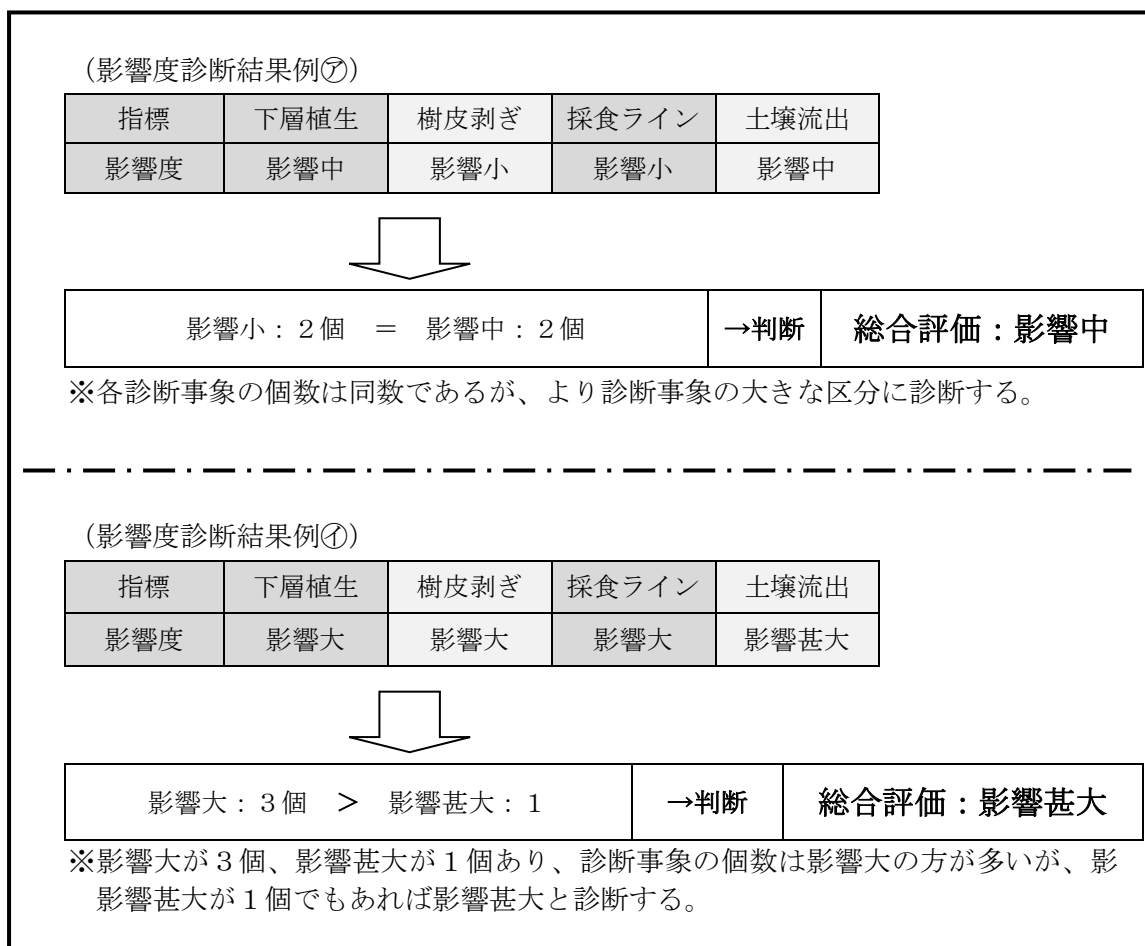 （影響度診断結果例㋐）
指標 下層植生 樹皮剥ぎ 採食ライン 土壌流出
影響度 影響中 影響小 影響小 影響中
影響小：２個 ＝ 影響中：２個 →判断 総合評価：影響中
※各診断事象の個数は同数であるが、より診断事象の大きな区分に診断する。
（影響度診断結果例㋑）
指標 下層植生 樹皮剥ぎ 採食ライン 土壌流出
影響度 影響大 影響大 影響大 影響甚大
影響大：３個 ＞ 影響甚大：１ →判断 総合評価：影響甚大
※影響大が３個、影響甚大が１個あり、診断事象の個数は影響大の方が多いが、影
影響甚大が１個でもあれば影響甚大と診断する。